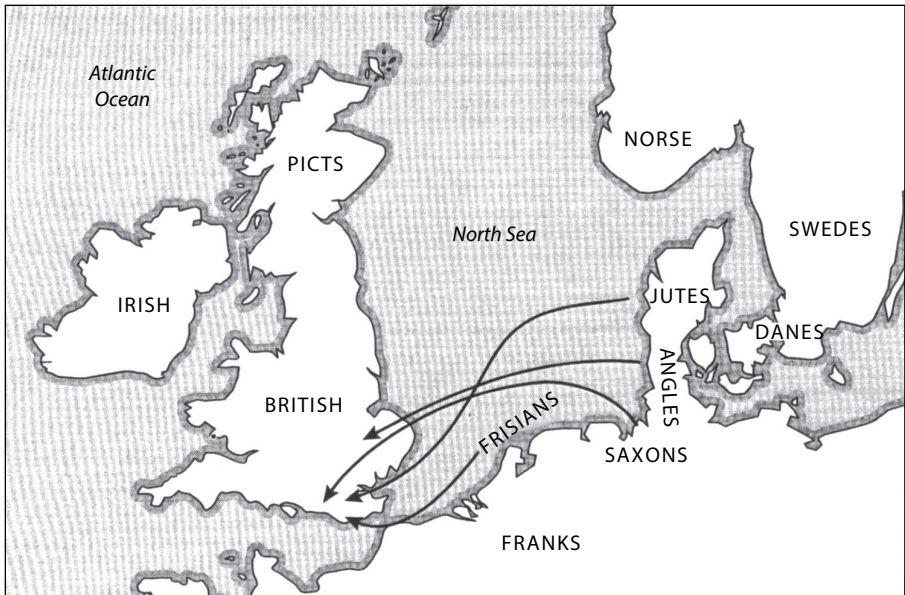 Atlantic
Ocean
NORSE
PICTS
SWEDES
North Sea
IRISH
JUTES
DANES
ANGLES
BRITISH
FRISIANS
SAXONS
FRANKS